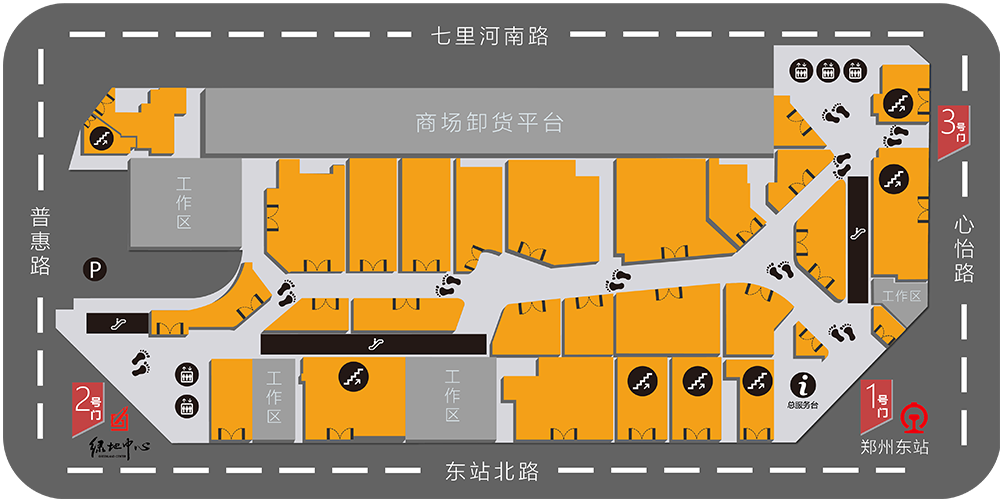 七里河南路
商场卸货平台
3号门
工作区
普惠路
心怡路
P
工作区
2号门
绿地中心
工作区
工作区
i
总服务台
1号门
郑州东站
东站北路